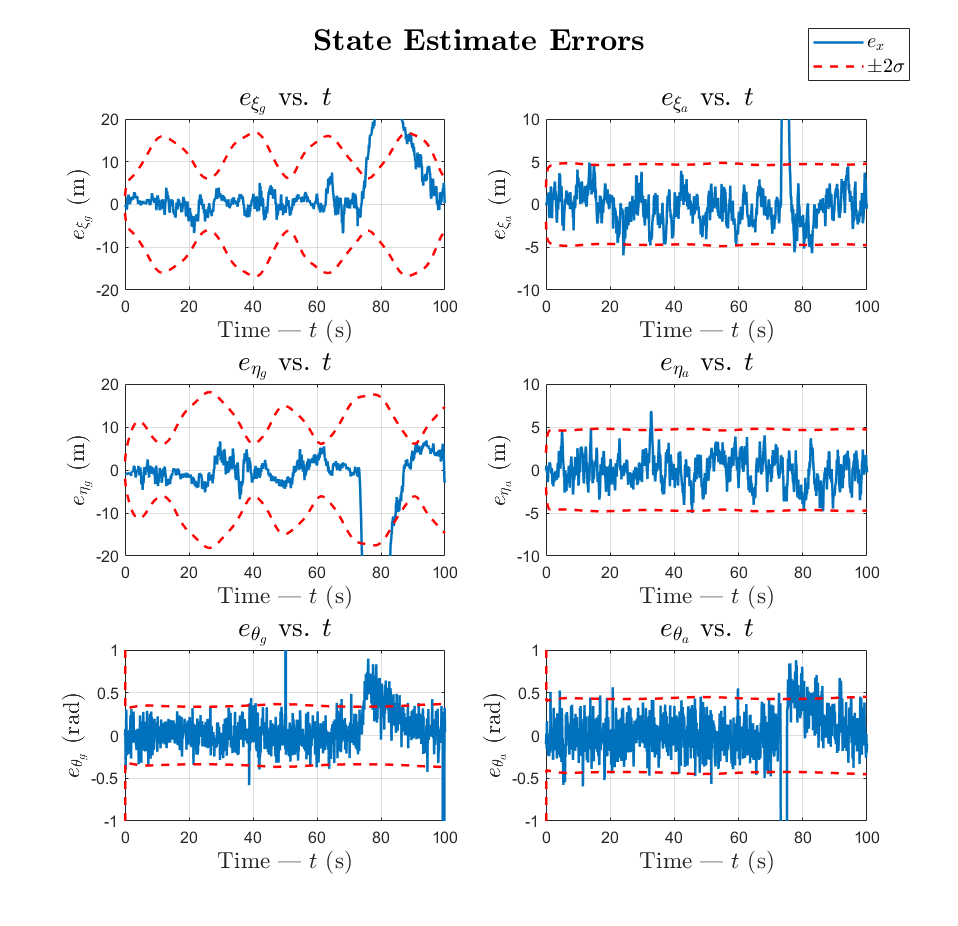 State Estimate Errors
e_x
±2σ
e_{ξ_g} vs. t
20
10
0
-10
-20
e_{ξ_g} (m)
0 20 40 60 80 100
Time — t (s)
e_{ξ_a} vs. t
10
5
0
-5
-10
e_{ξ_a} (m)
0 20 40 60 80 100
Time — t (s)
e_{η_g} vs. t
20
10
0
-10
-20
e_{η_g} (m)
0 20 40 60 80 100
Time — t (s)
e_{η_a} vs. t
10
5
0
-5
-10
e_{η_a} (m)
0 20 40 60 80 100
Time — t (s)
e_{θ_g} vs. t
1
0.5
0
-0.5
-1
e_{θ_g} (rad)
0 20 40 60 80 100
Time — t (s)
e_{θ_a} vs. t
1
0.5
0
-0.5
-1
e_{θ_a} (rad)
0 20 40 60 80 100
Time — t (s)